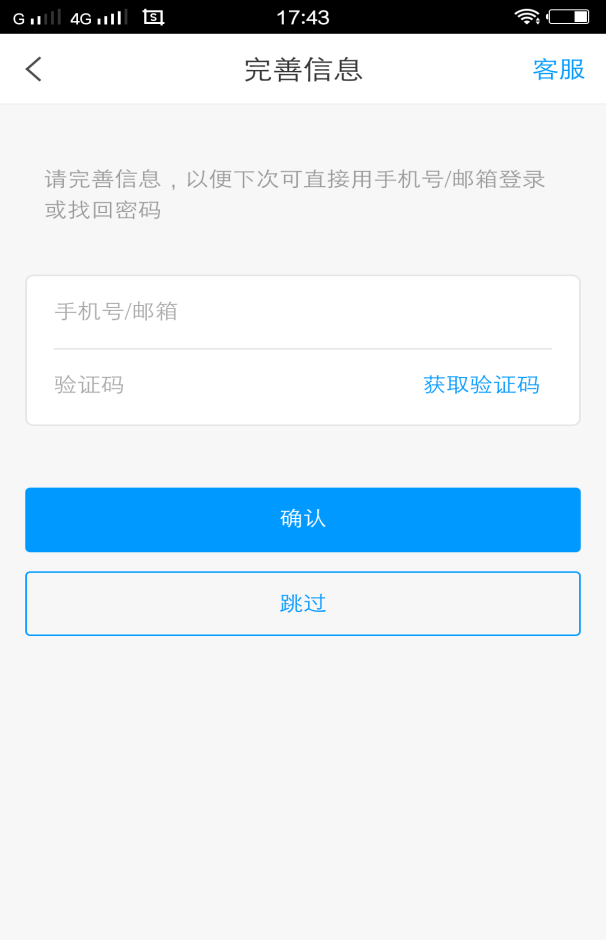 G 4G S 17:43
完善信息 客服
请完善信息，以便下次可直接用手机号/邮箱登录
或找回密码
手机号/邮箱
验证码 获取验证码
确认
跳过